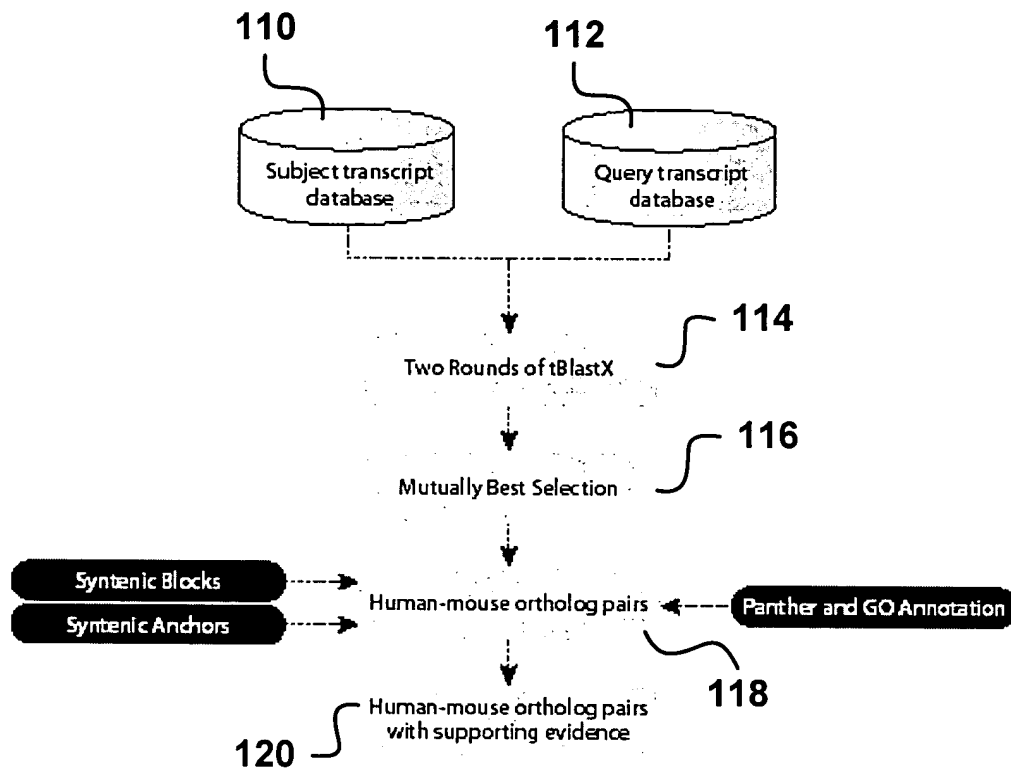 110
112
Subject transcript
database
Query transcript
database
114
Two Rounds of tBlastX
116
Mutually Best Selection
Syntenic Blocks
Syntenic Anchors
Human-mouse ortholog pairs
Panther and GO Annotation
118
Human-mouse ortholog pairs
with supporting evidence
120